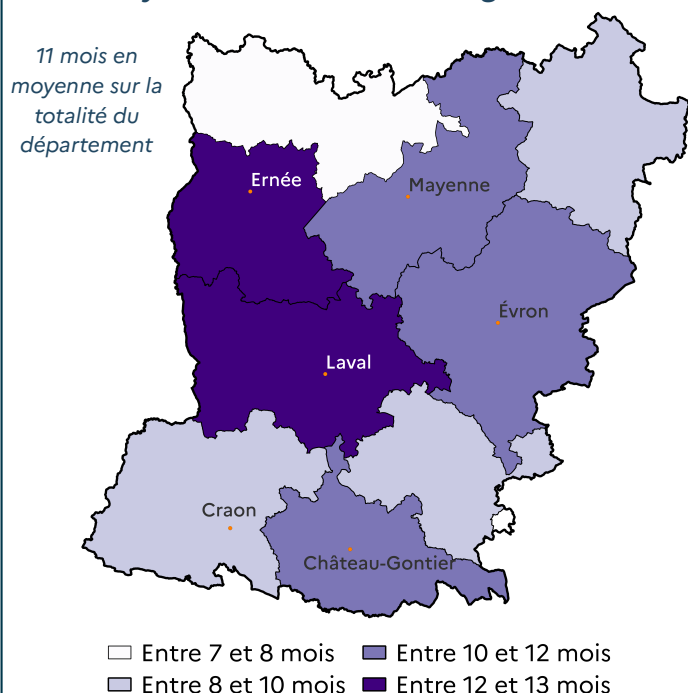 11 mois en
moyenne sur la
totalité du
département
Ernée
Mayenne
Évron
Laval
Craon
Château-Gontier
Entre 7 et 8 mois
Entre 10 et 12 mois
Entre 8 et 10 mois
Entre 12 et 13 mois